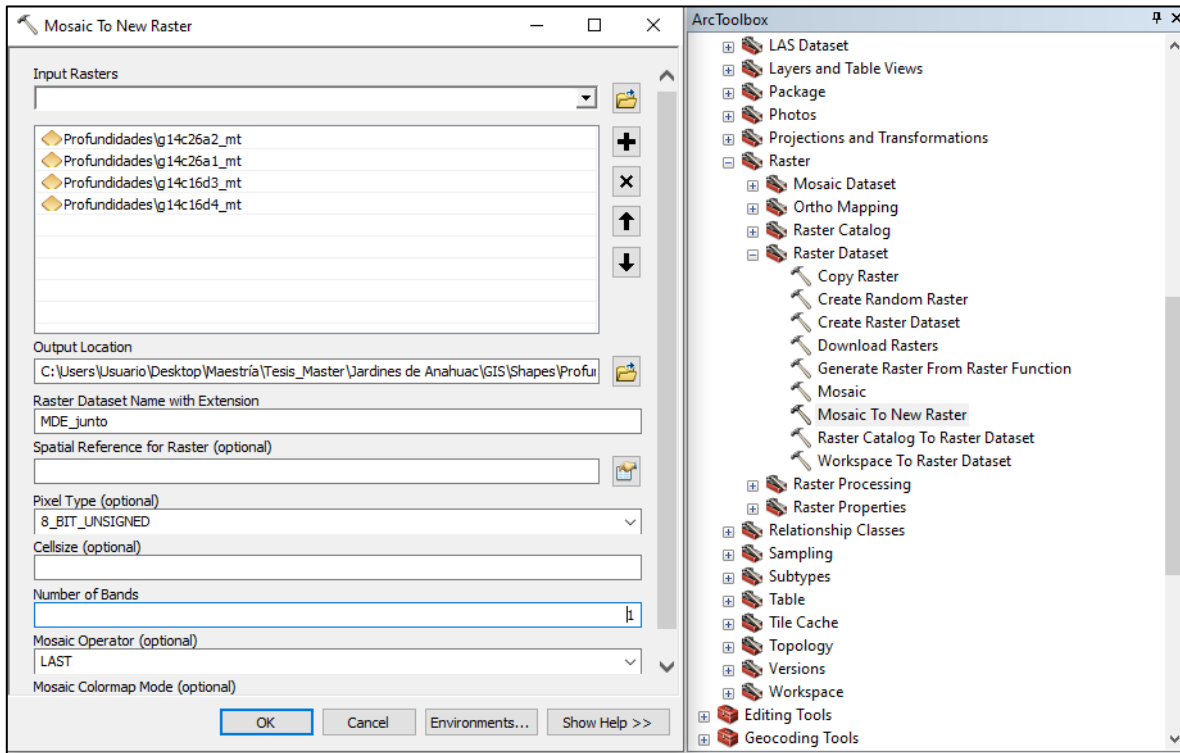 Mosaic To New Raster
Input Rasters
Profundidades\g14c26a2_mt
Profundidades\g14c26a1_mt
Profundidades\g14c16d3_mt
Profundidades\g14c16d4_mt
Output Location
C:\Users\Usuario\Desktop\Maestría\Tesis_Master\Jardines de Anahuac\GIS\Shapes\Profu
Raster Dataset Name with Extension
MDE_junto
Spatial Reference for Raster (optional)
Pixel Type (optional)
8_BIT_UNSIGNED
Cellsize (optional)
Number of Bands
1
Mosaic Operator (optional)
LAST
Mosaic Colormap Mode (optional)
OK
Cancel
Environments...
Show Help >>
ArcToolbox
LAS Dataset
Layers and Table Views
Package
Photos
Projections and Transformations
Raster
Mosaic Dataset
Ortho Mapping
Raster Catalog
Raster Dataset
Copy Raster
Create Random Raster
Create Raster Dataset
Download Rasters
Generate Raster From Raster Function
Mosaic
Mosaic To New Raster
Raster Catalog To Raster Dataset
Workspace To Raster Dataset
Raster Processing
Raster Properties
Relationship Classes
Sampling
Subtypes
Table
Tile Cache
Topology
Versions
Workspace
Editing Tools
Geocoding Tools